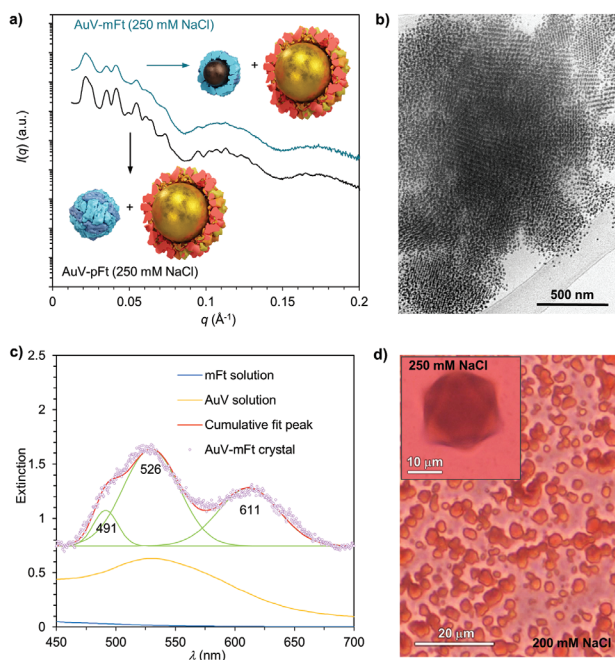 a)
AuV-mFt (250 mM NaCl)
+
I(q) (a.u.)
+
AuV-pFt (250 mM NaCl)
0 0.05 0.1 0.15 0.2
q (Å⁻¹)
b)
500 nm
c)
2.5
2
1.5
1
0.5
0
Extinction
mFt solution
AuV solution
Cumulative fit peak
AuV-mFt crystal
526
491
611
450 500 550 600 650 700
λ (nm)
d)
250 mM NaCl
10 µm
20 µm
200 mM NaCl